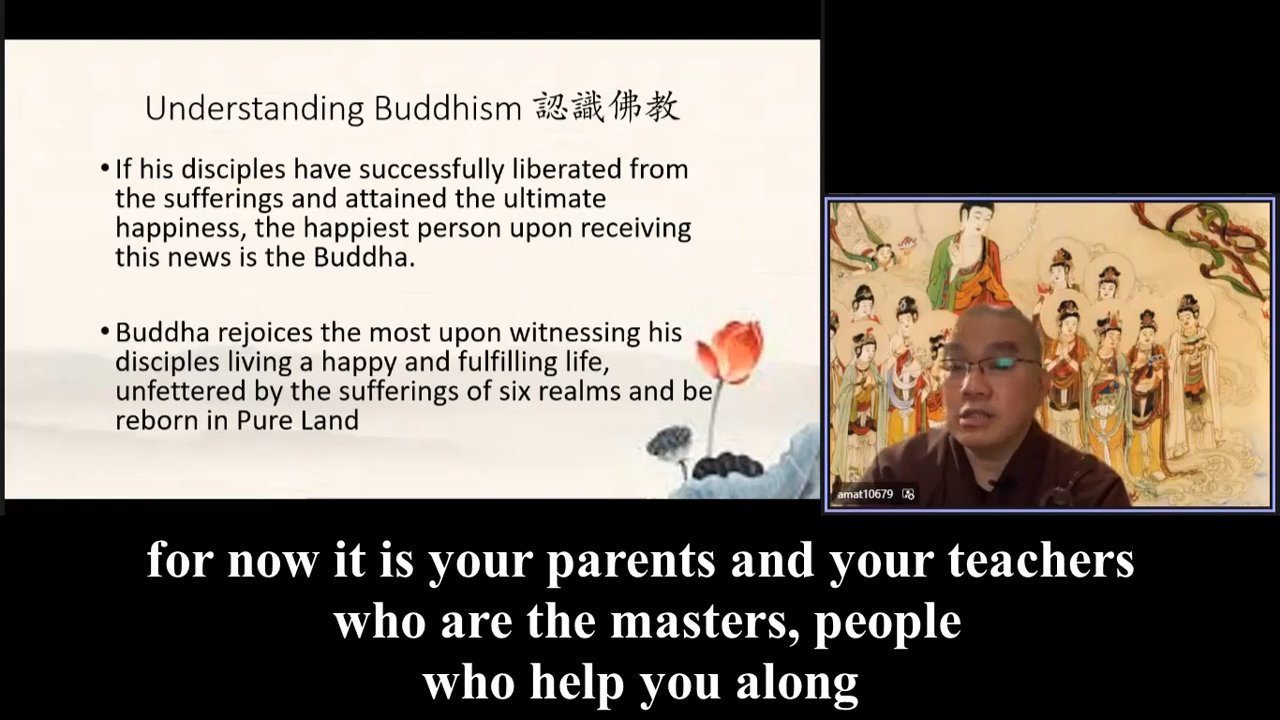 Understanding Buddhism 認識佛教
•If his disciples have successfully liberated from
the sufferings and attained the ultimate
happiness, the happiest person upon receiving
this news is the Buddha.
•Buddha rejoices the most upon witnessing his
disciples living a happy and fulfilling life,
unfettered by the sufferings of six realms and be
reborn in Pure Land
amat10679
for now it is your parents and your teachers
who are the masters, people
who help you along